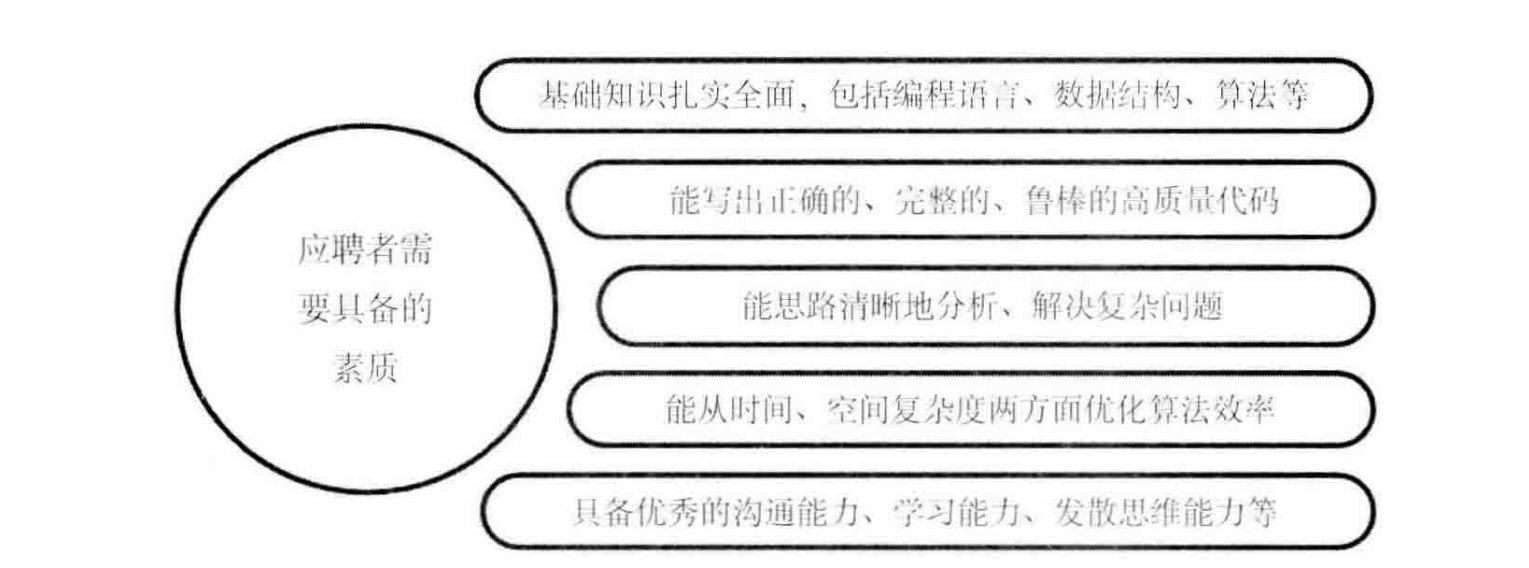 应聘者需
要具备的
素质
基础知识扎实全面，包括编程语言、数据结构、算法等
能写出正确的、完整的、鲁棒的高质量代码
能思路清晰地分析、解决复杂问题
能从时间、空间复杂度两方面优化算法效率
具备优秀的沟通能力、学习能力、发散思维能力等